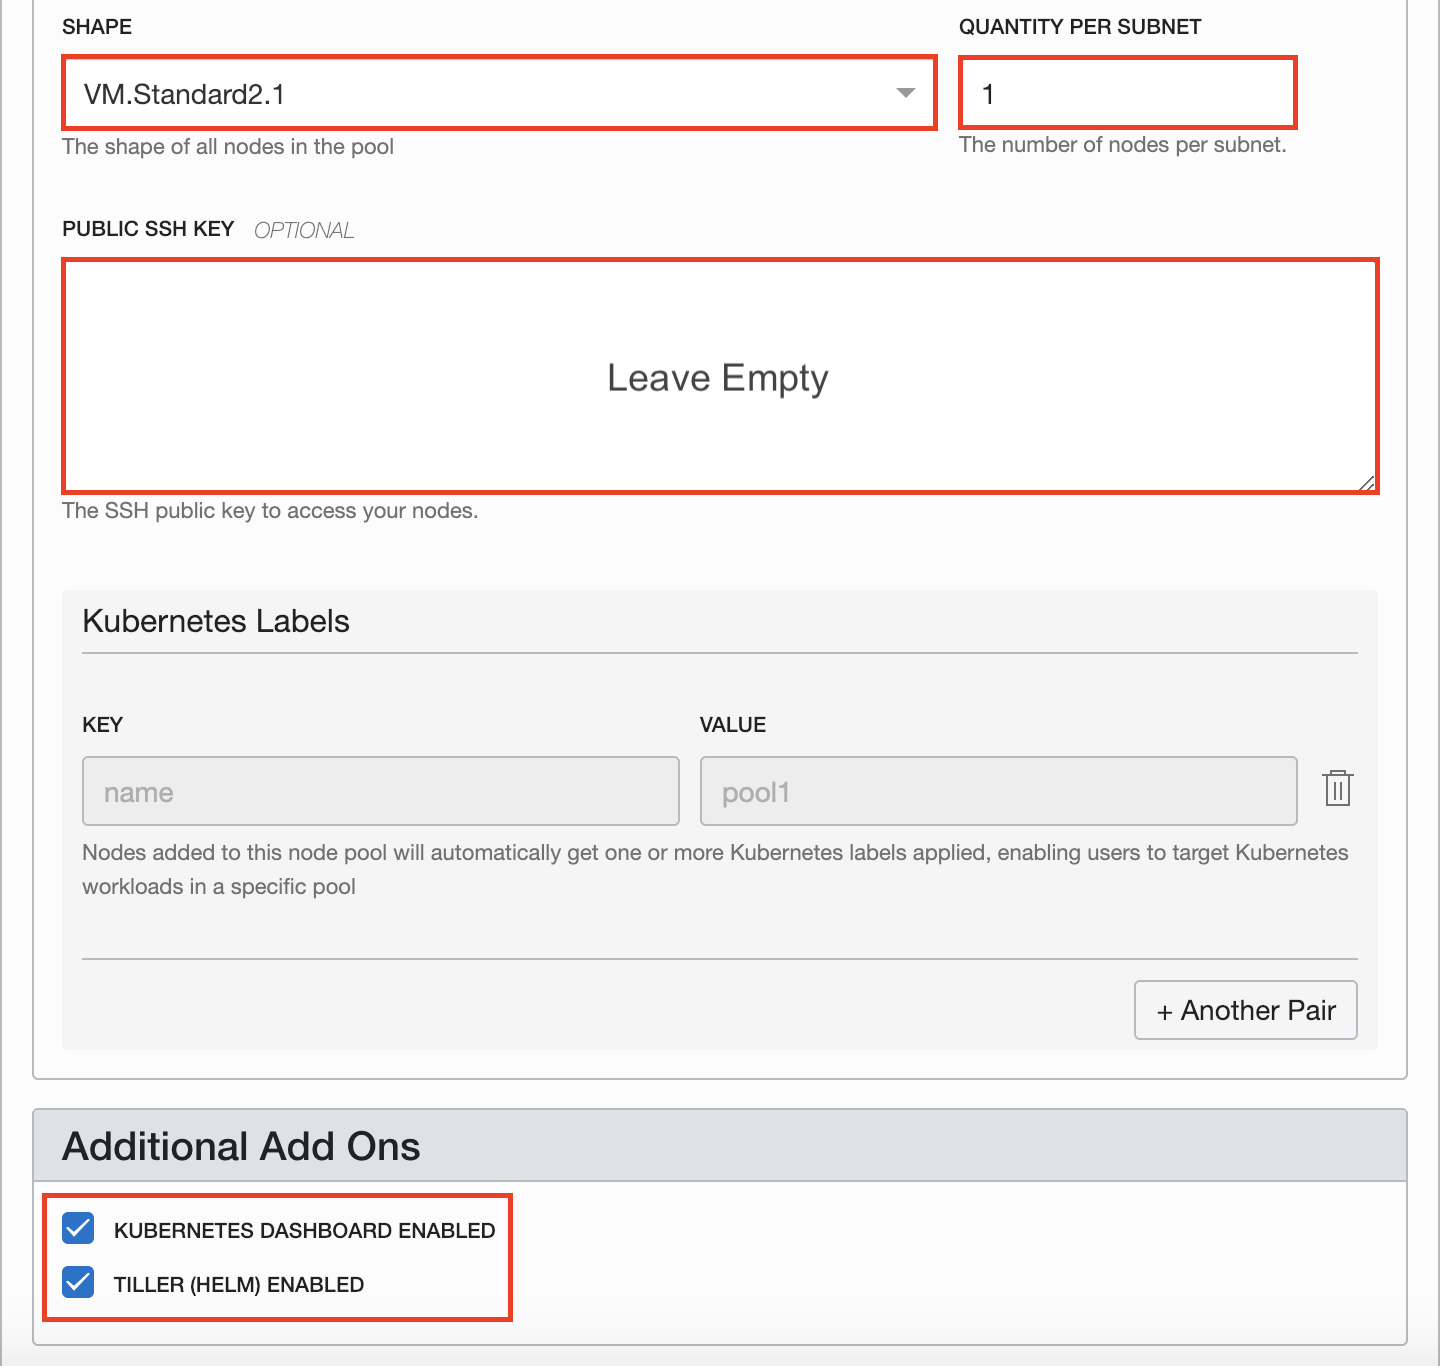 SHAPE
QUANTITY PER SUBNET
VM.Standard2.1
1
The shape of all nodes in the pool
The number of nodes per subnet.
PUBLIC SSH KEY OPTIONAL
Leave Empty
The SSH public key to access your nodes.
Kubernetes Labels
KEY
VALUE
name
pool1
Nodes added to this node pool will automatically get one or more Kubernetes labels applied, enabling users to target Kubernetes
workloads in a specific pool
+ Another Pair
Additional Add Ons
KUBERNETES DASHBOARD ENABLED
TILLER (HELM) ENABLED